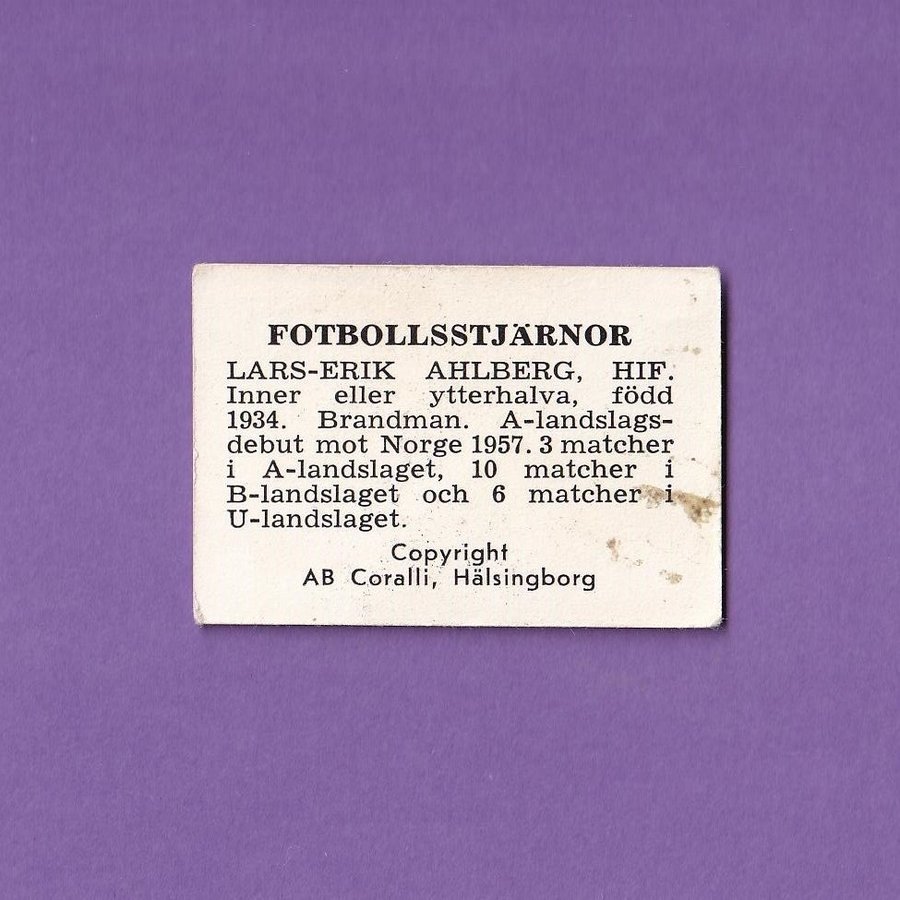 FOTBOLLSSTJÄRNOR
LARS-ERIK AHLBERG, HIF.
Inner eller ytterhalva, född
1934. Brandman. A-landslags-
debut mot Norge 1957. 3 matcher
i A-landslaget, 10 matcher i
B-landslaget och 6 matcher i
U-landslaget.
Copyright
AB Coralli, Hälsingborg